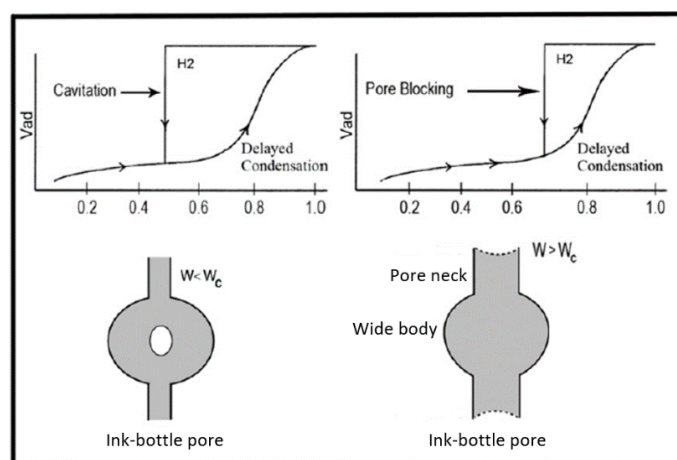 H2
Cavitation
Vad
Delayed
Condensation
0.2 0.4 0.6 0.8 1.0
H2
Pore Blocking
Vad
Delayed
Condensation
0.2 0.4 0.6 0.8 1.0
W<Wc
Ink-bottle pore
W>Wc
Pore neck
Wide body
Ink-bottle pore